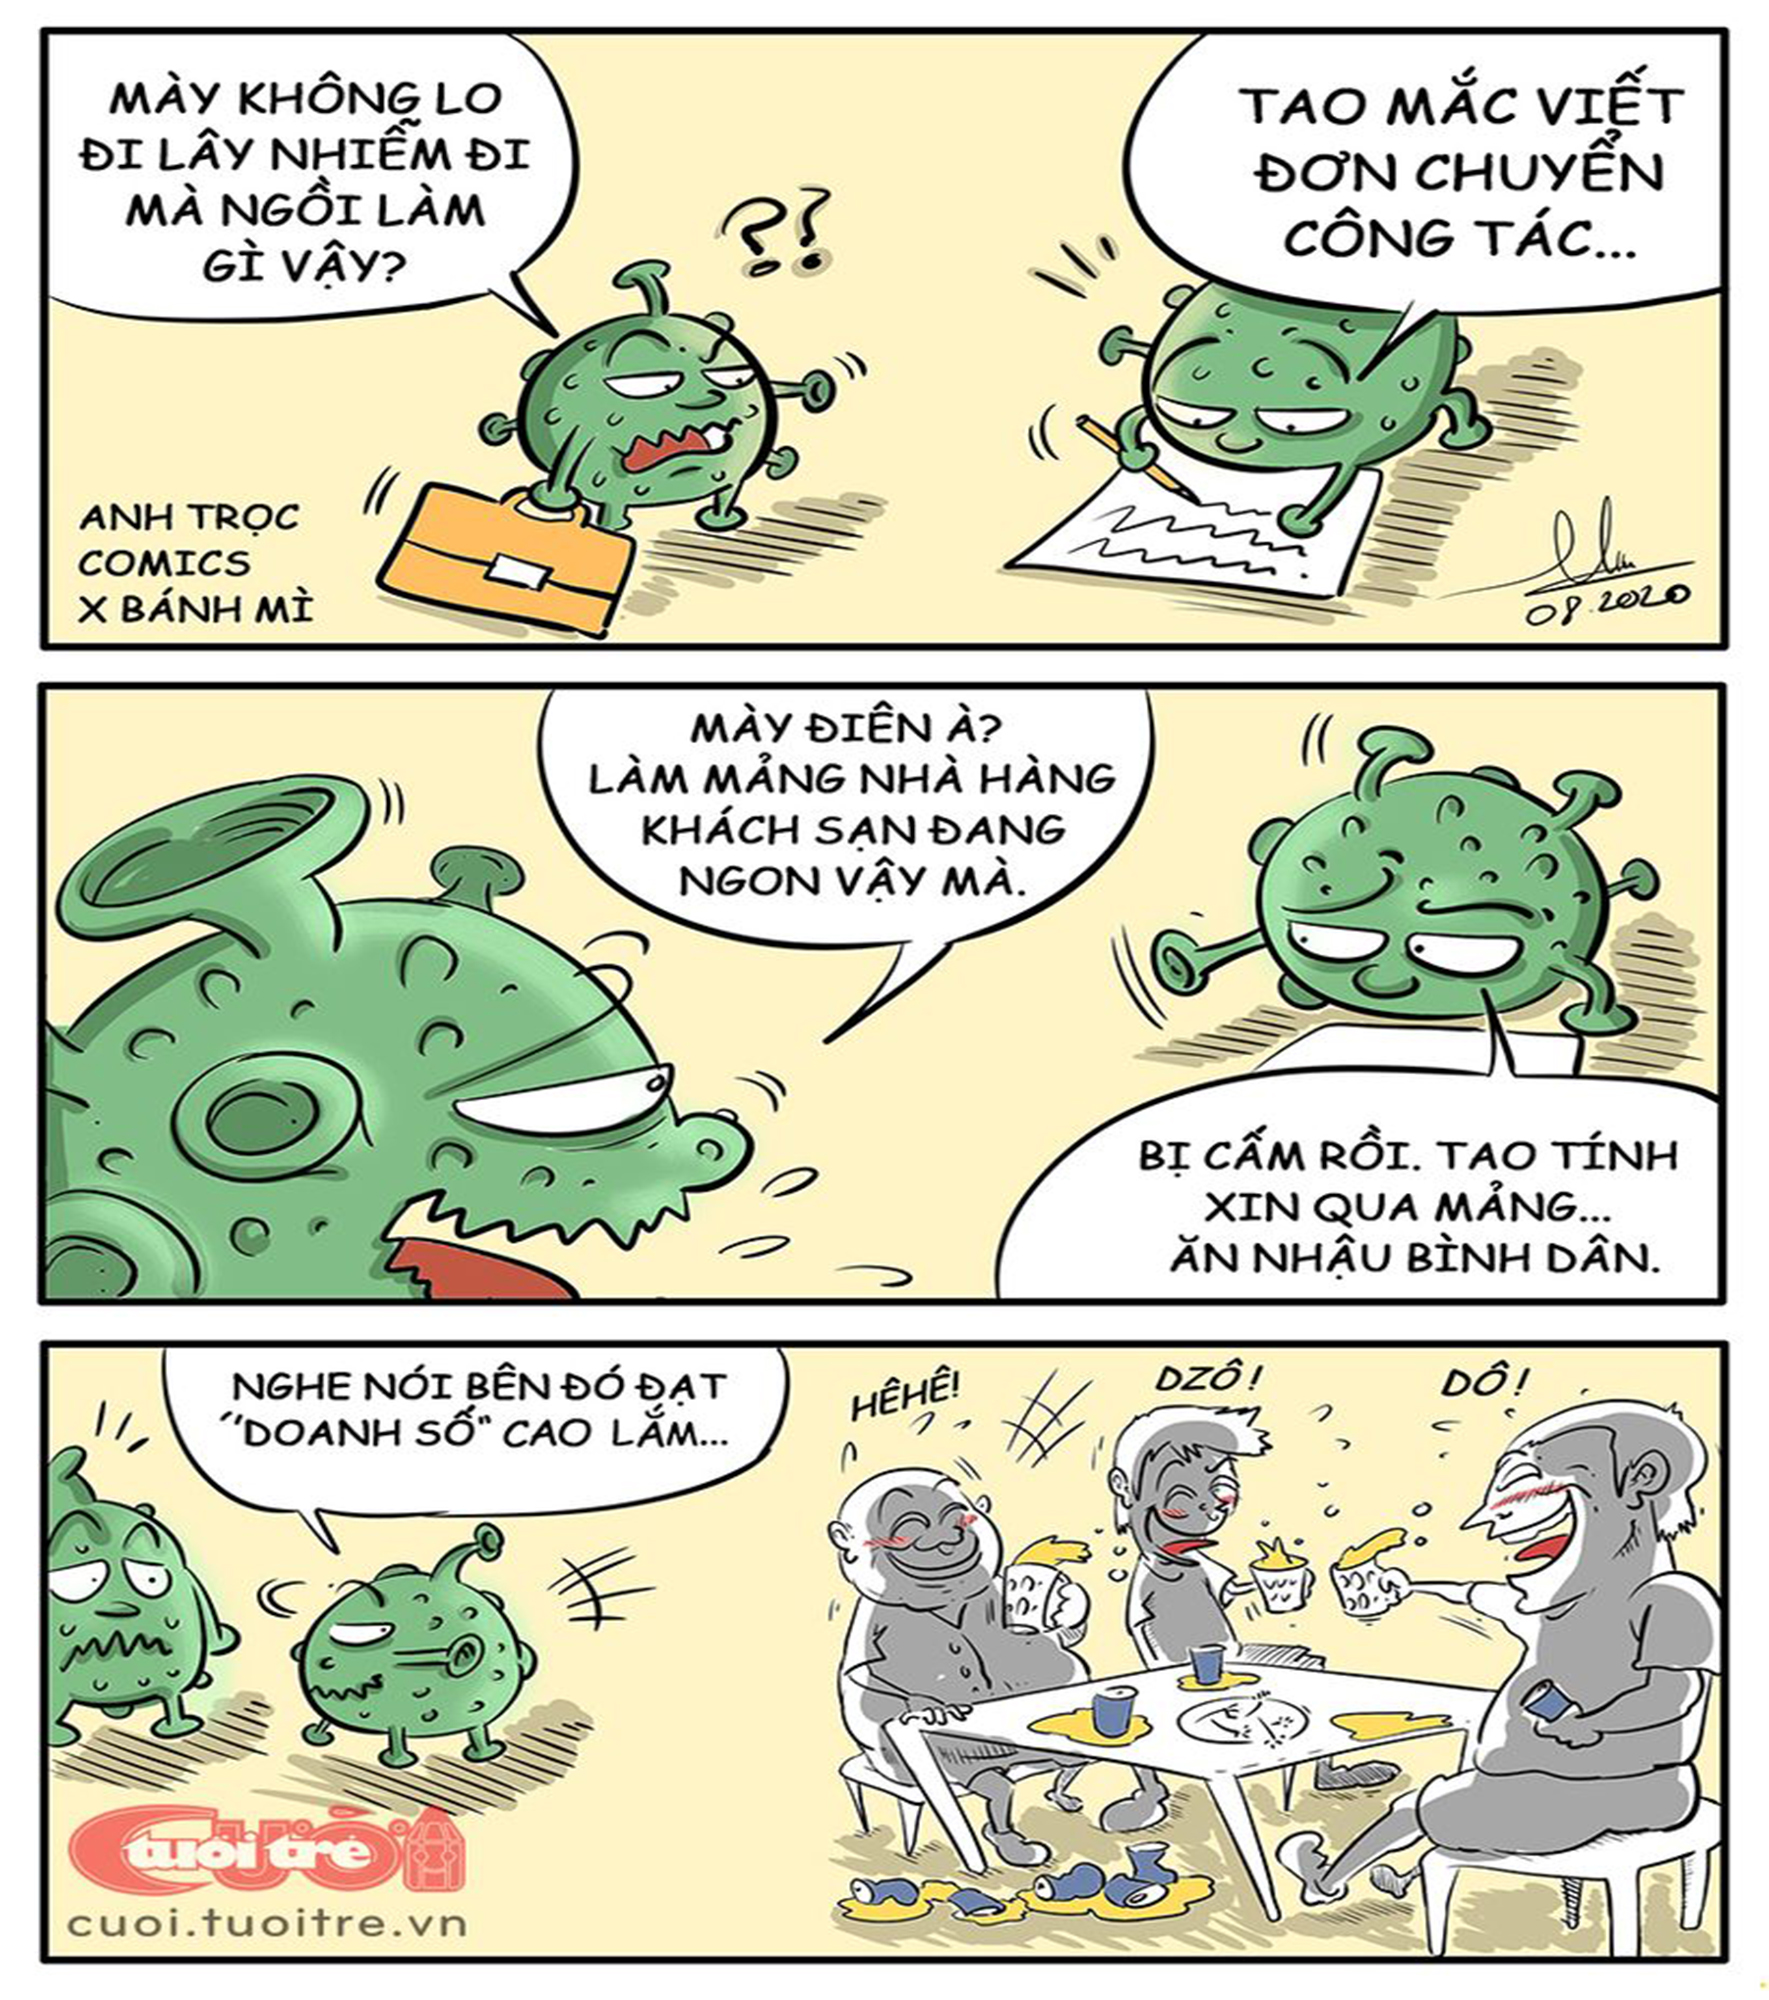 MÀY KHÔNG LO
ĐI LÂY NHIỄM ĐI
MÀ NGỒI LÀM
GÌ VẬY?
TAO MẮC VIẾT
ĐƠN CHUYỂN
CÔNG TÁC...
?!
ANH TRỌC
COMICS
X BÁNH MÌ
08.2020
MÀY ĐIÊN À?
LÀM MẢNG NHÀ HÀNG
KHÁCH SẠN ĐANG
NGON VẬY MÀ.
BỊ CẤM RỒI. TAO TÍNH
XIN QUA MẢNG...
ĂN NHẬU BÌNH DÂN.
NGHE NÓI BÊN ĐÓ ĐẠT
"DOANH SỐ" CAO LẮM...
HÊHÊ!
DZÔ!
DÔ!
CƯỜI
tuổi trẻ
cuoi.tuoitre.vn